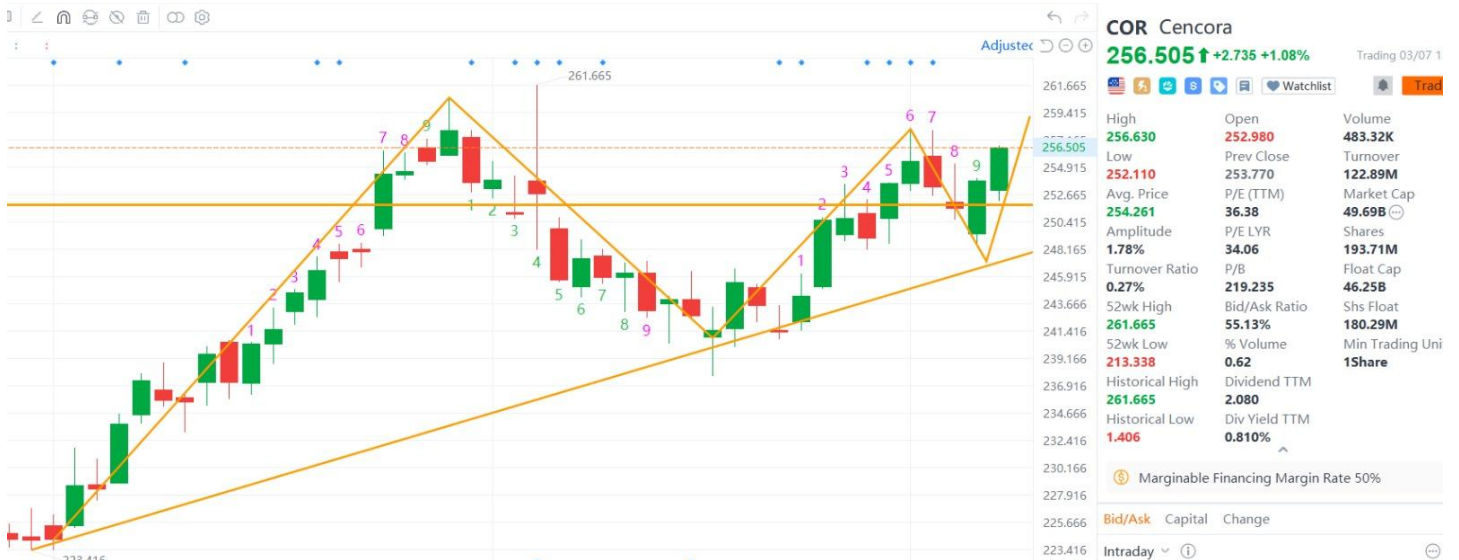 Adjusted
261.665
7
8
9
6
5
4
3
2
1
1
2
3
4
5
6
7
8
9
1
2
3
4
5
6
7
8
9
261.665
259.415
256.505
254.915
252.665
250.415
248.165
245.915
243.666
241.416
239.166
236.916
234.666
232.416
230.166
227.916
225.666
223.416
COR Cencora
256.505 +2.735 +1.08% Trading 03/07 1
Watchlist Trad
High Open Volume
256.630 252.980 483.32K
Low Prev Close Turnover
252.110 253.770 122.89M
Avg. Price P/E (TTM) Market Cap
254.261 36.38 49.69B
Amplitude P/E LYR Shares
1.78% 34.06 193.71M
Turnover Ratio P/B Float Cap
0.27% 219.235 46.25B
52wk High Bid/Ask Ratio Shs Float
261.665 55.13% 180.29M
52wk Low % Volume Min Trading Uni
213.338 0.62 1Share
Historical High Dividend TTM
261.665 2.080
Historical Low Div Yield TTM
1.406 0.810%
Marginable Financing Margin Rate 50%
Bid/Ask Capital Change
Intraday